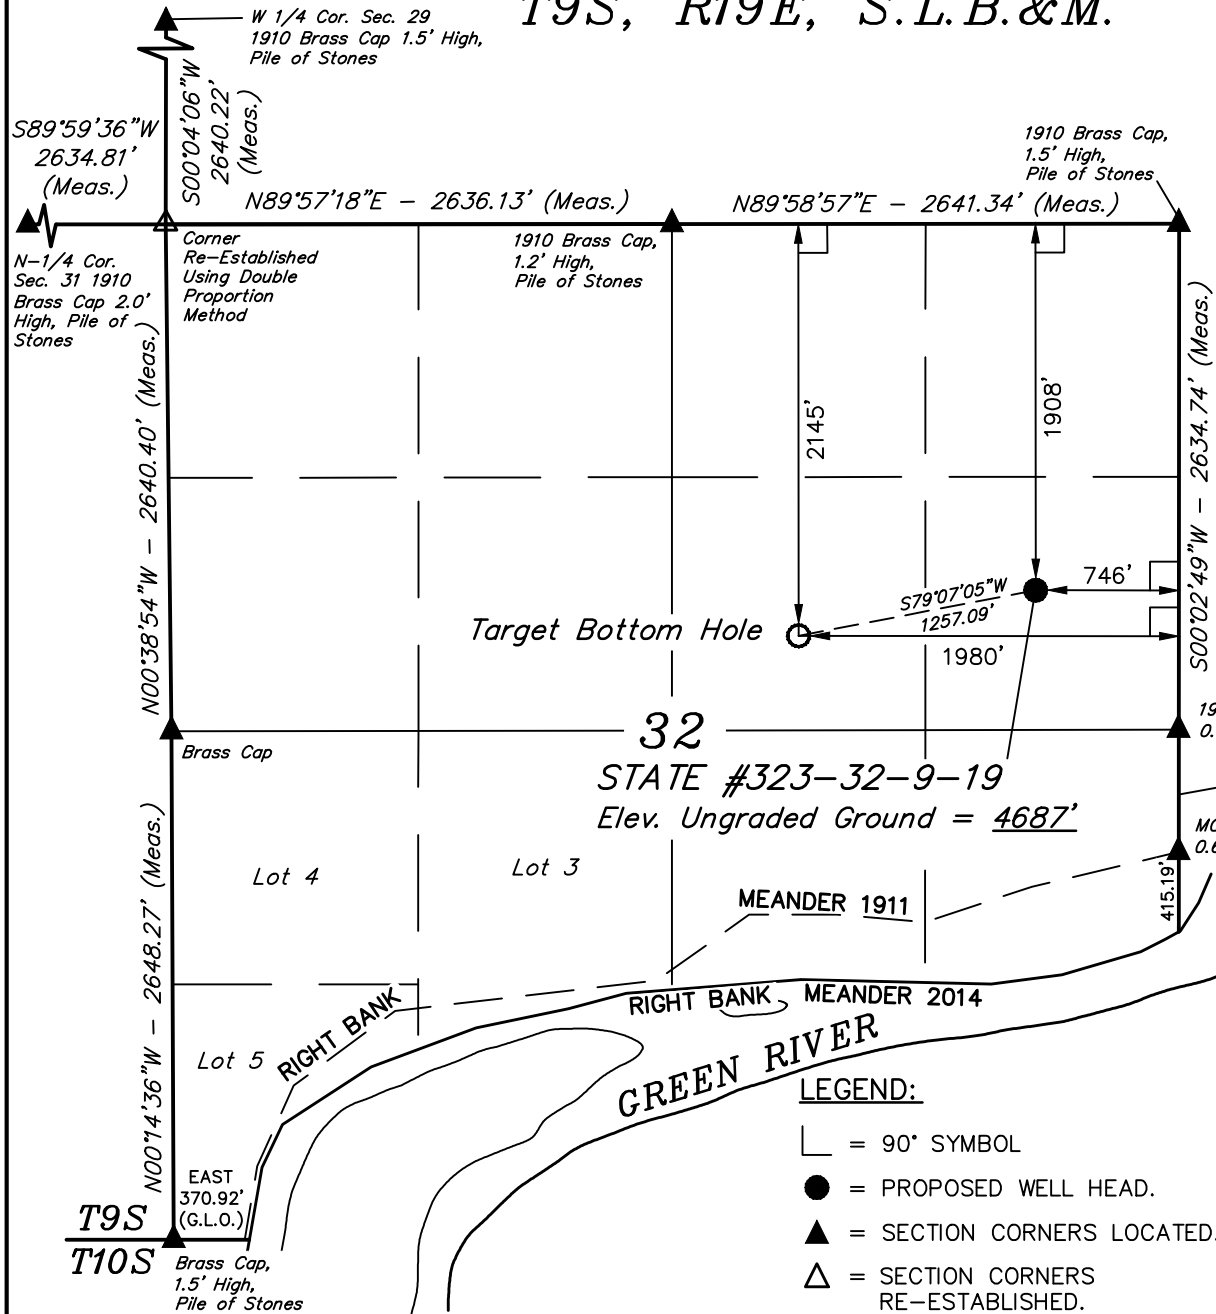 T9S, R19E, S.L.B.&M.
W 1/4 Cor. Sec. 29
1910 Brass Cap 1.5' High,
Pile of Stones
S00°04'06"W
2640.22'
(Meas.)
S89°59'36"W
2634.81'
(Meas.)
1910 Brass Cap,
1.5' High,
Pile of Stones
N89°57'18"E - 2636.13' (Meas.)
N89°58'57"E - 2641.34' (Meas.)
N-1/4 Cor.
Sec. 31 1910
Brass Cap 2.0'
High, Pile of
Stones
Corner
Re-Established
Using Double
Proportion
Method
1910 Brass Cap,
1.2' High,
Pile of Stones
N00°38'54"W - 2640.40' (Meas.)
2145'
1908'
S00°02'49"W - 2634.74' (Meas.)
746'
S79°07'05"W
1257.09'
Target Bottom Hole
1980'
32
Brass Cap
19
0.
STATE #323-32-9-19
Elev. Ungraded Ground = 4687'
MO
0.6
415.19'
N00°14'36"W - 2648.27' (Meas.)
Lot 4
Lot 3
MEANDER 1911
RIGHT BANK
RIGHT BANK
MEANDER 2014
Lot 5
GREEN RIVER
EAST
370.92'
(G.L.O.)
T9S
T10S
Brass Cap,
1.5' High,
Pile of Stones
LEGEND:
= 90° SYMBOL
= PROPOSED WELL HEAD.
= SECTION CORNERS LOCATED.
= SECTION CORNERS
RE-ESTABLISHED.